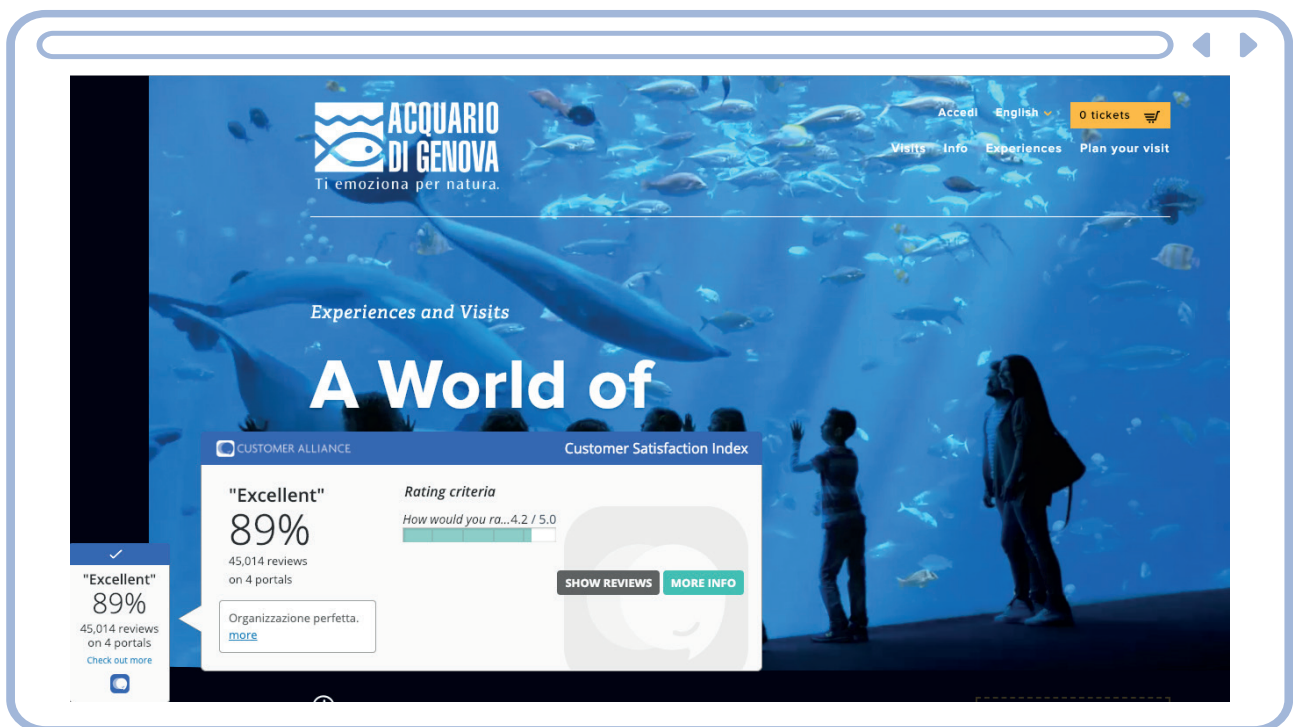 ACQUARIO
DI GENOVA
Ti emoziona per natura.
Accedi English 0 tickets
Visits Info Experiences Plan your visit
Experiences and Visits
A World of
CUSTOMER ALLIANCE Customer Satisfaction Index
"Excellent"
89%
45,014 reviews
on 4 portals
Rating criteria
How would you ra...4.2 / 5.0
SHOW REVIEWS MORE INFO
Organizzazione perfetta.
more
"Excellent"
89%
45,014 reviews
on 4 portals
Check out more